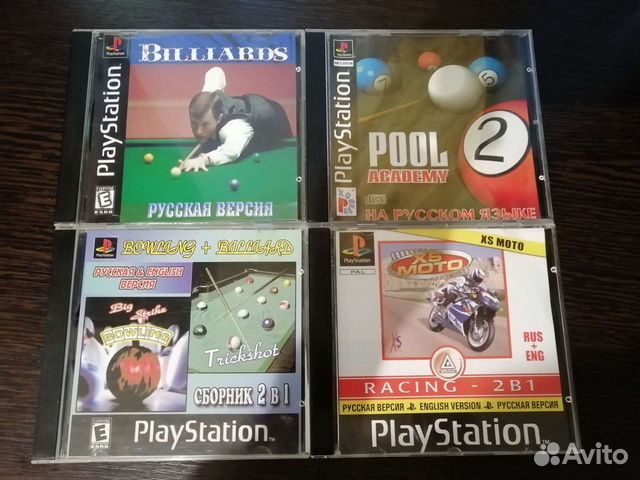 BILLIARDS
PlayStation
РУССКАЯ ВЕРСИЯ
E
PlayStation
5
2
POOL
ACADEMY
НА РУССКОМ ЯЗЫКЕ
BOWLING + BILLIARD
РУССКАЯ & ENGLISH
ВЕРСИЯ
Big Strike
BOWLING
Trickshot
СБОРНИК 2 в 1
E
PlayStation
PlayStation
PAL
XS MOTO
XS
MOTO
XS
RUS
+
ENG
RACING - 2В1
РУССКАЯ ВЕРСИЯ - ENGLISH VERSION - РУССКАЯ ВЕРСИЯ
PlayStation
Avito